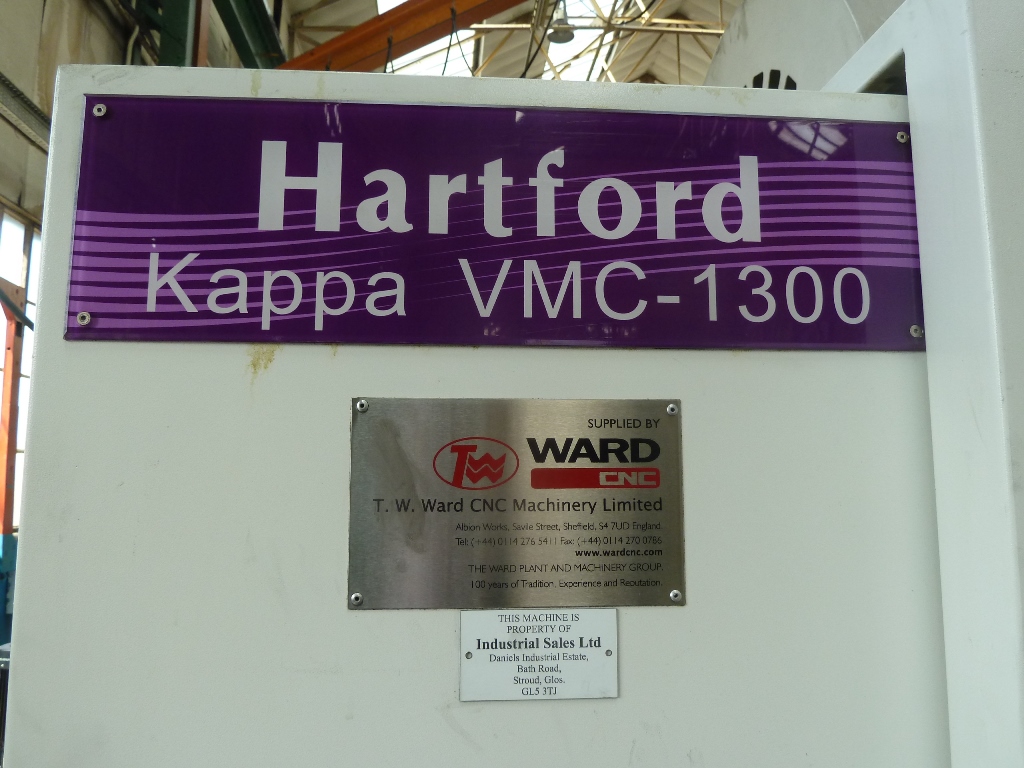 Hartford
Kappa VMC-1300
SUPPLIED BY
TW WARD
CNC
T. W. Ward CNC Machinery Limited
Albion Works, Savile Street, Sheffield, S4 7UD England.
Tel: (+44) 0114 276 5411 Fax: (+44) 0114 270 0786
www.wardcnc.com
THE WARD PLANT AND MACHINERY GROUP.
100 years of Tradition, Experience and Reputation.
THIS MACHINE IS
PROPERTY OF
Industrial Sales Ltd
Daniels Industrial Estate,
Bath Road,
Stroud, Glos.
GL5 3TJ